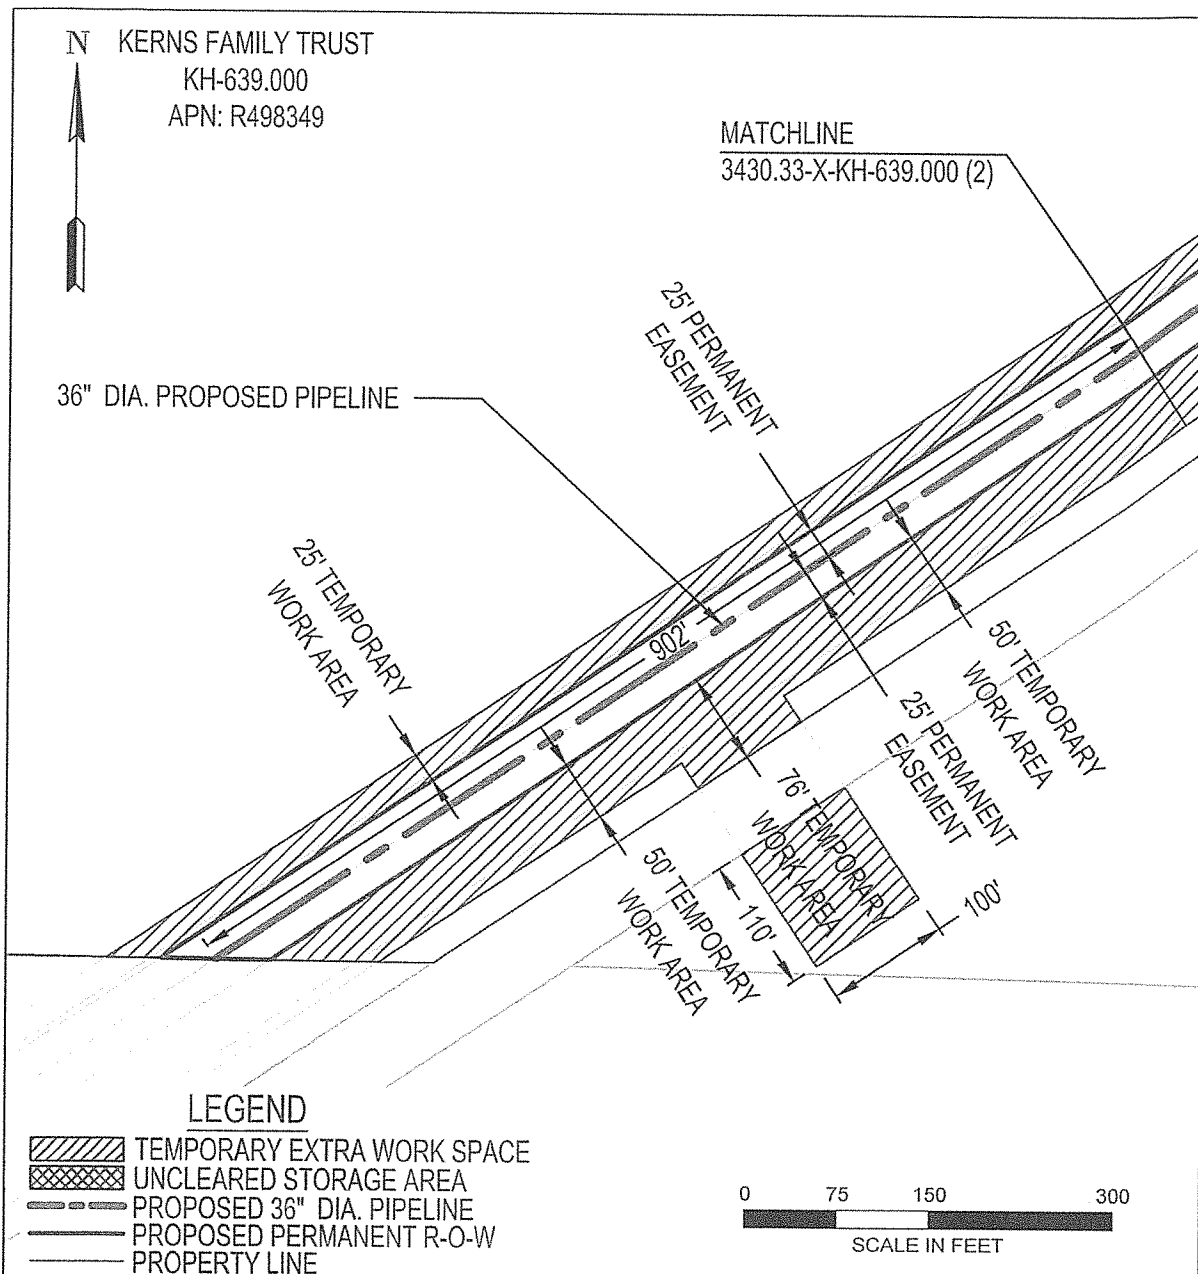 N
KERNS FAMILY TRUST
KH-639.000
APN: R498349
MATCHLINE
3430.33-X-KH-639.000 (2)
25' PERMANENT
EASEMENT
36" DIA. PROPOSED PIPELINE
25' TEMPORARY
WORK AREA
902'
50' TEMPORARY
WORK AREA
25' PERMANENT
EASEMENT
76' TEMPORARY
WORK AREA
50' TEMPORARY
WORK AREA
110'
100'
LEGEND
TEMPORARY EXTRA WORK SPACE
UNCLEARED STORAGE AREA
PROPOSED 36" DIA. PIPELINE
PROPOSED PERMANENT R-O-W
PROPERTY LINE
0 75 150 300
SCALE IN FEET